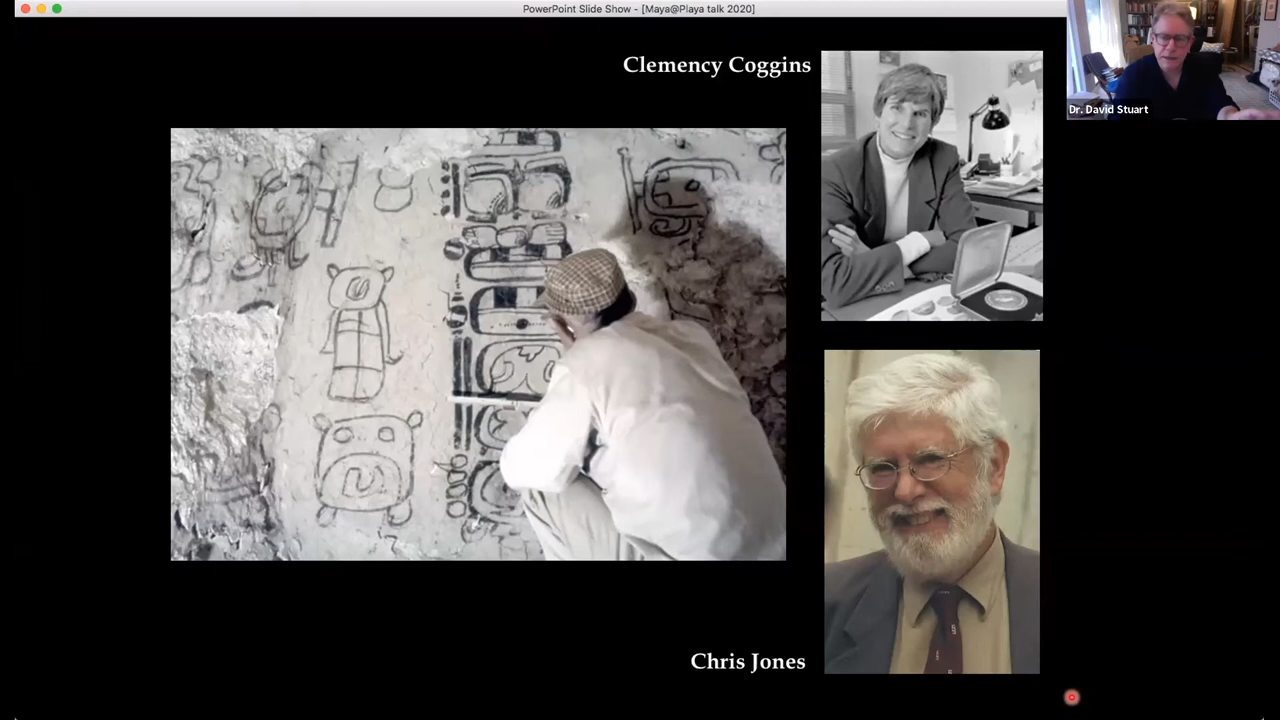 PowerPoint Slide Show - [Maya@Playa talk 2020]
Clemency Coggins
Dr. David Stuart
Chris Jones